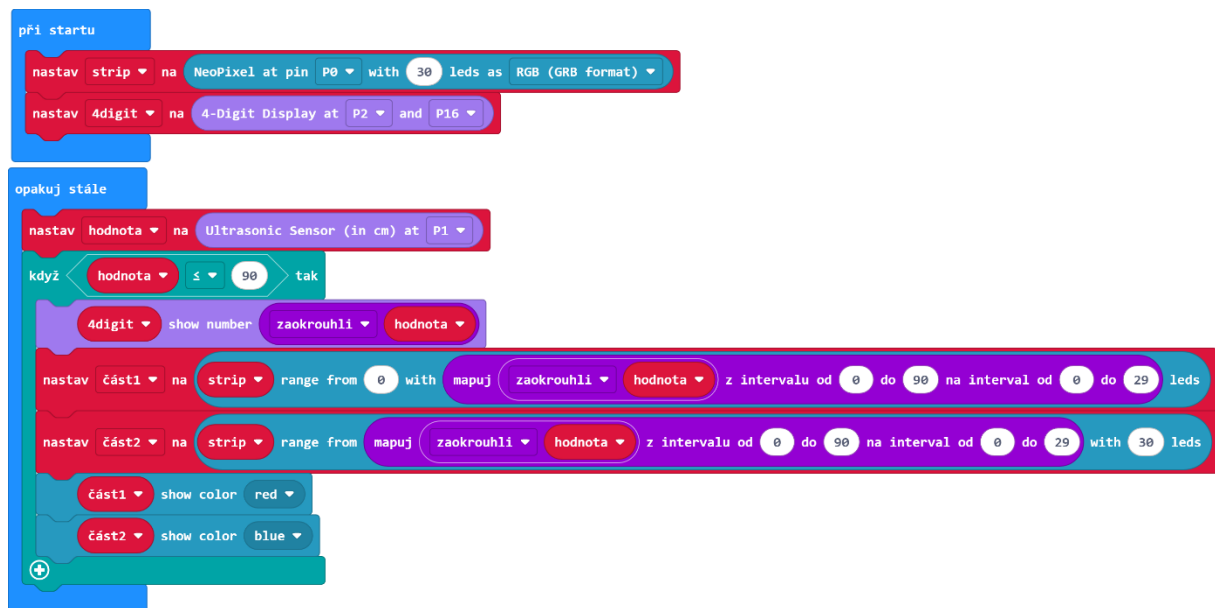 při startu
nastav strip na NeoPixel at pin P0 with 30 leds as RGB (GRB format)
nastav 4digit na 4-Digit Display at P2 and P16
opakuj stále
nastav hodnota na Ultrasonic Sensor (in cm) at P1
když hodnota ≤ 90 tak
4digit show number zaokrouhli hodnota
nastav část1 na strip range from 0 with mapuj zaokrouhli hodnota z intervalu od 0 do 90 na interval od 0 do 29 leds
nastav část2 na strip range from mapuj zaokrouhli hodnota z intervalu od 0 do 90 na interval od 0 do 29 with 30 leds
část1 show color red
část2 show color blue